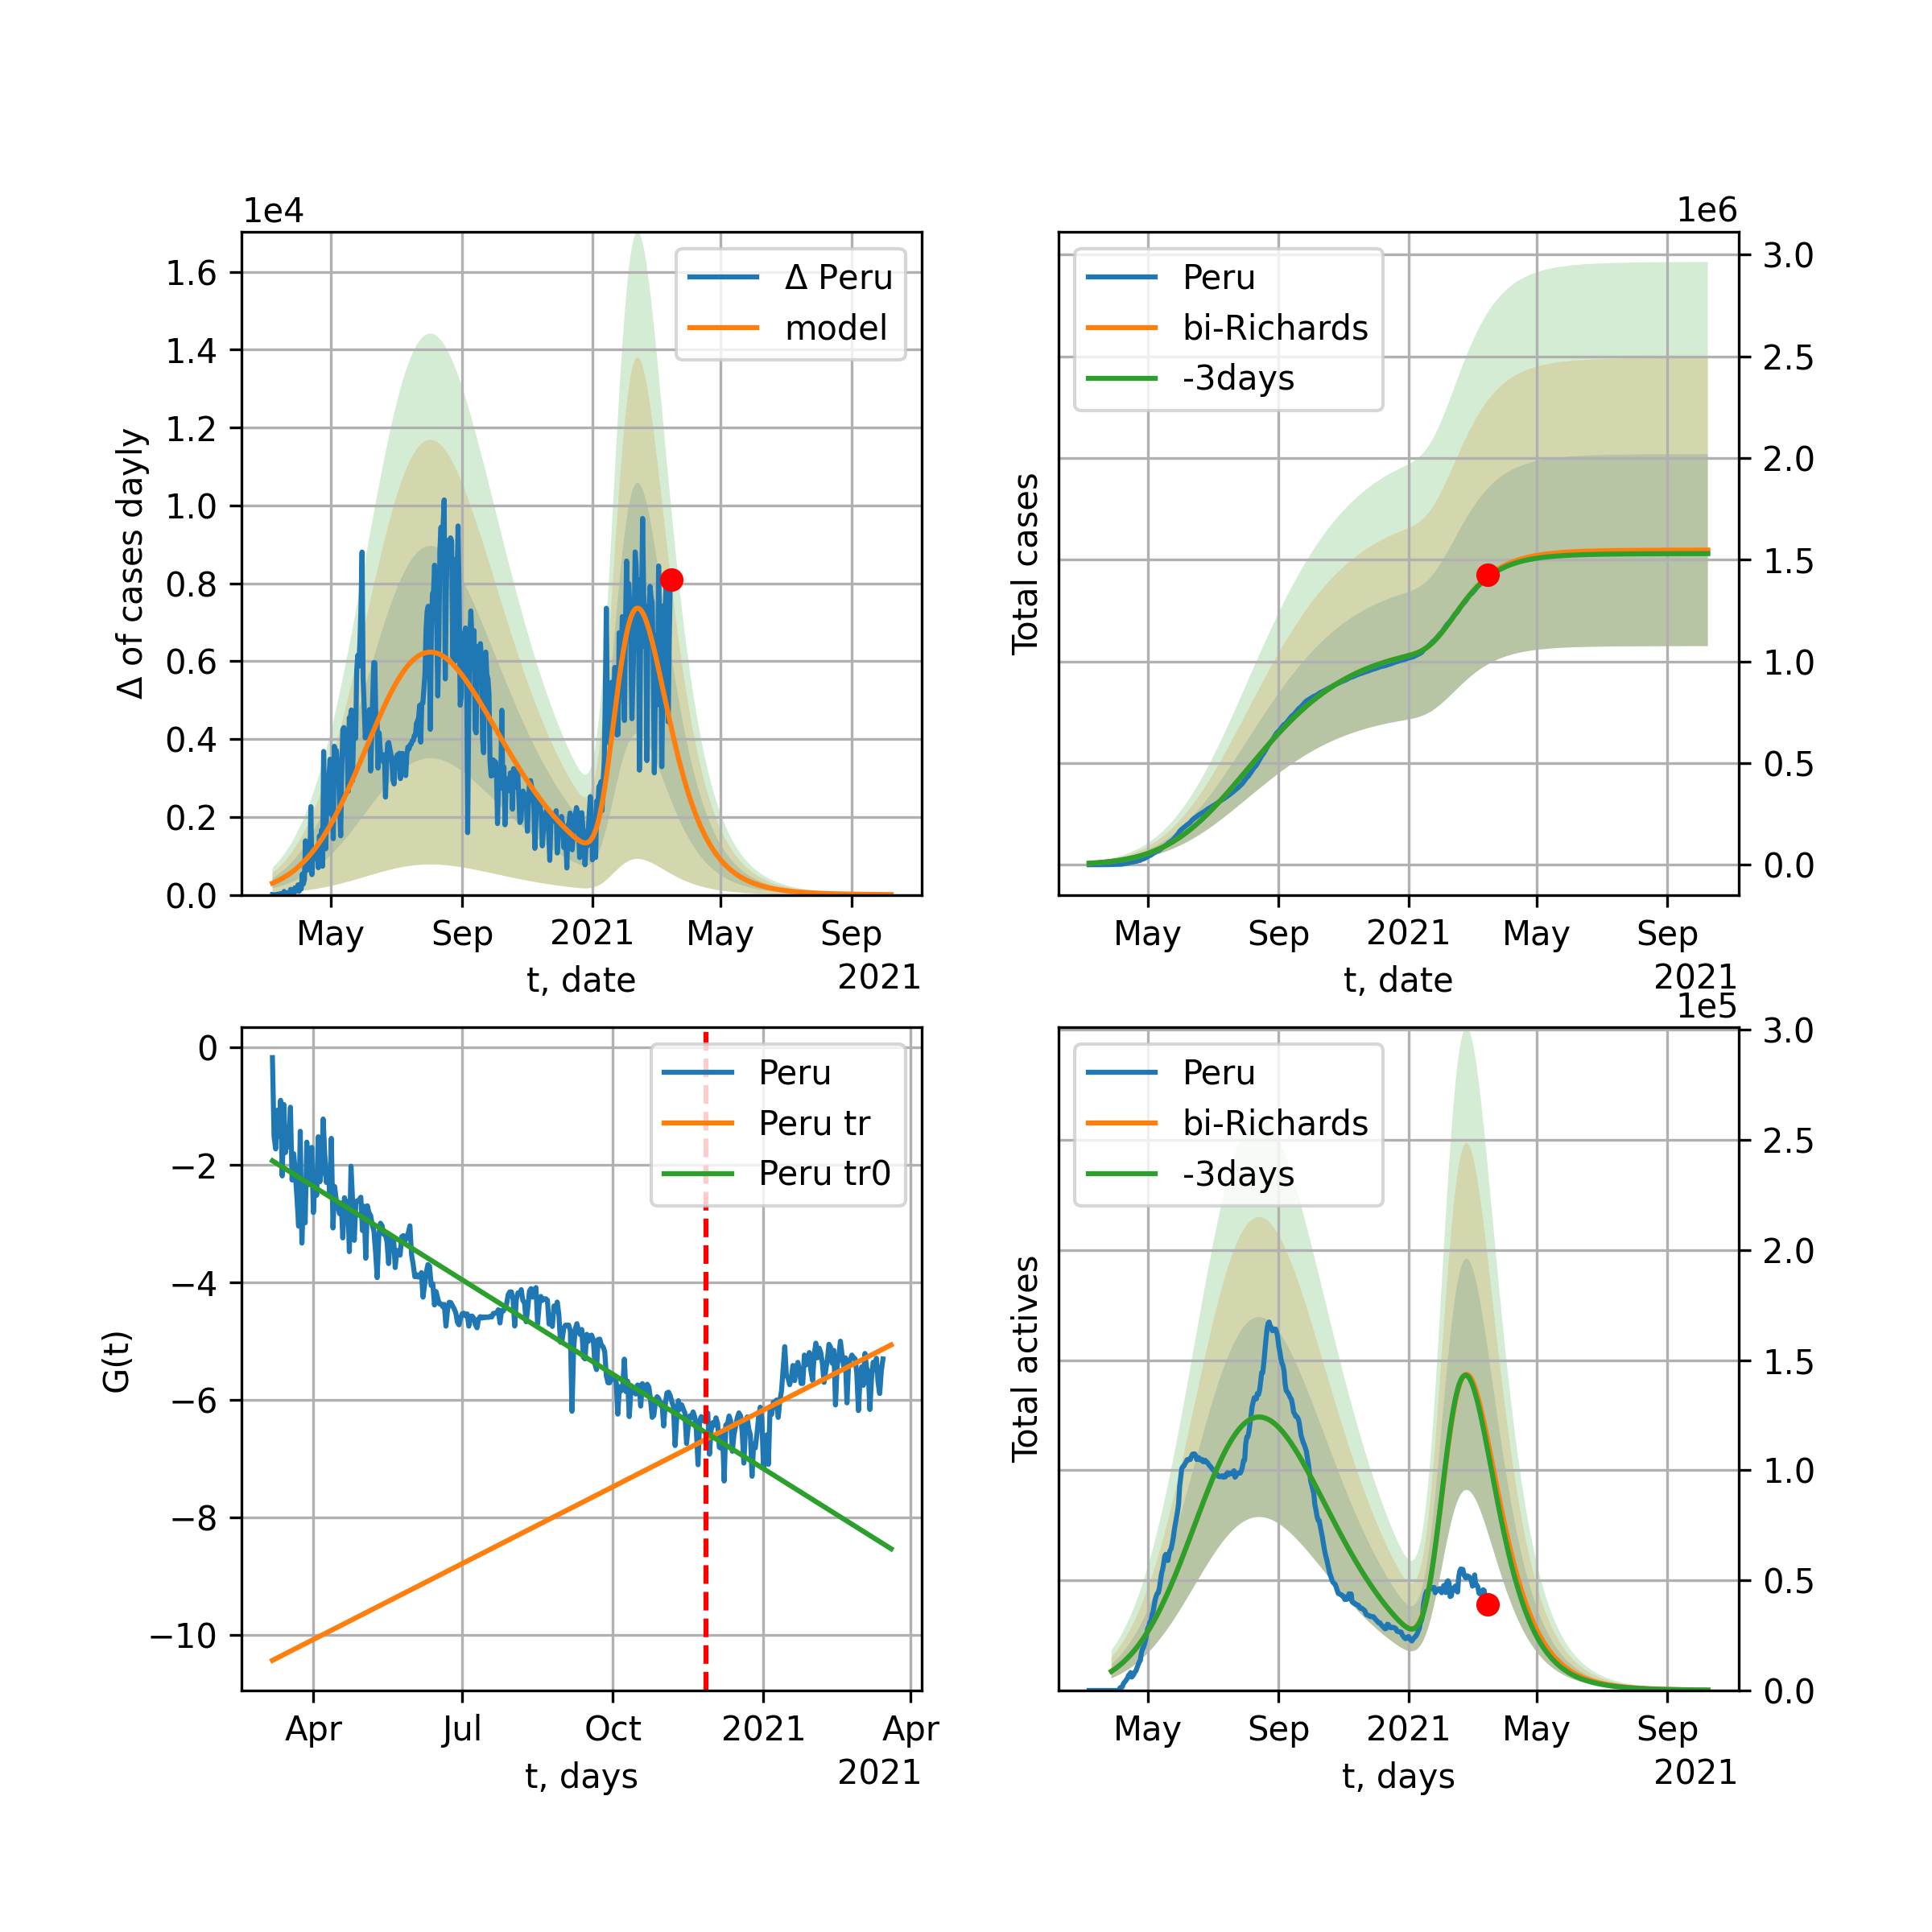 1e4
Δ of cases dayly
1.6
1.4
1.2
1.0
0.8
0.6
0.4
0.2
0.0
Δ Peru
model
May Sep 2021 May Sep
2021
t, date
1e6
Total cases
Peru
bi-Richards
-3days
3.0
2.5
2.0
1.5
1.0
0.5
0.0
May Sep 2021 May Sep
2021
t, date
G(t)
0
−2
−4
−6
−8
−10
Peru
Peru tr
Peru tr0
Apr Jul Oct 2021 Apr
2021
t, days
1e5
Total actives
Peru
bi-Richards
-3days
3.0
2.5
2.0
1.5
1.0
0.5
0.0
May Sep 2021 May Sep
2021
t, days